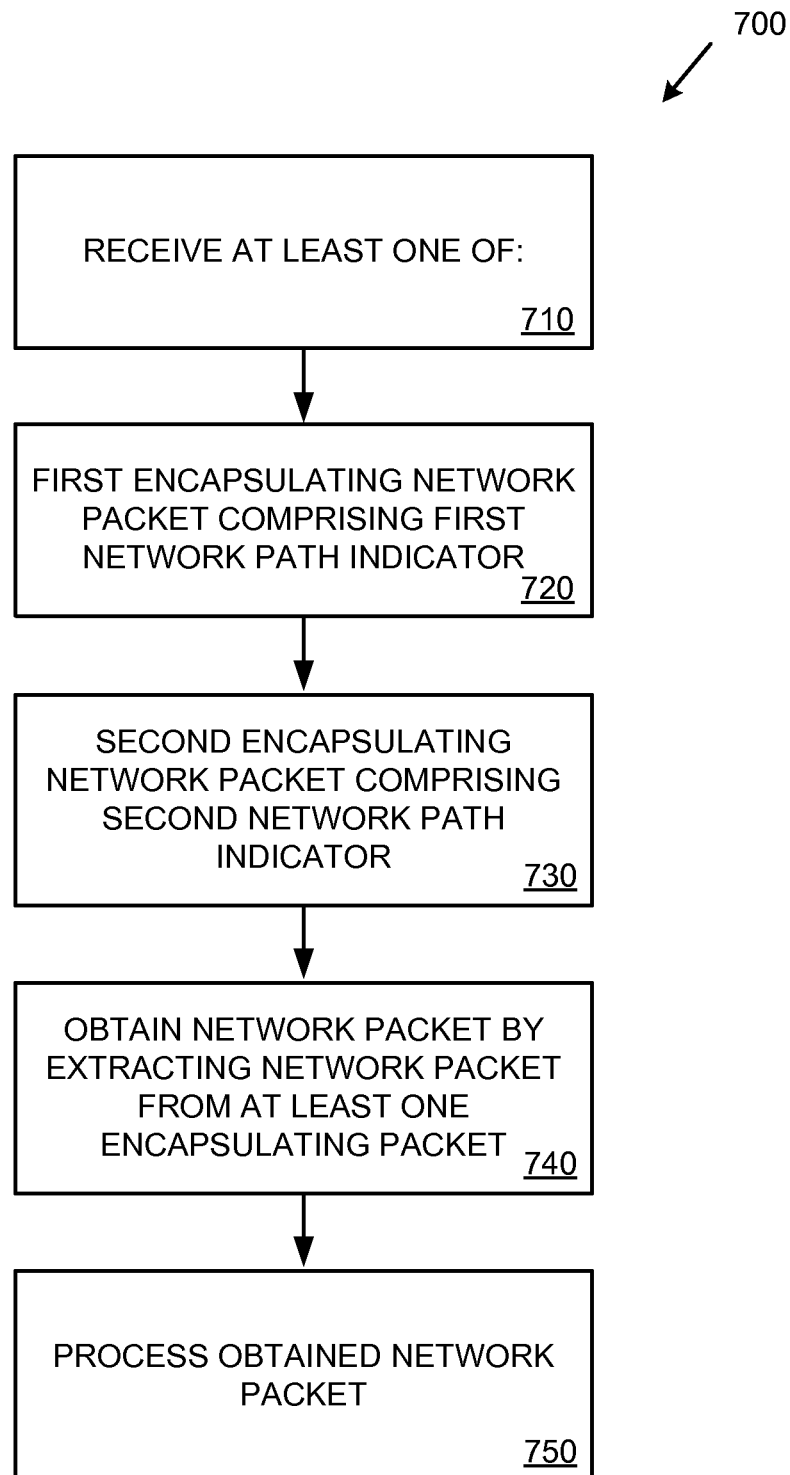 700
RECEIVE AT LEAST ONE OF:
710
FIRST ENCAPSULATING NETWORK
PACKET COMPRISING FIRST
NETWORK PATH INDICATOR
720
SECOND ENCAPSULATING
NETWORK PACKET COMPRISING
SECOND NETWORK PATH
INDICATOR
730
OBTAIN NETWORK PACKET BY
EXTRACTING NETWORK PACKET
FROM AT LEAST ONE
ENCAPSULATING PACKET
740
PROCESS OBTAINED NETWORK
PACKET
750